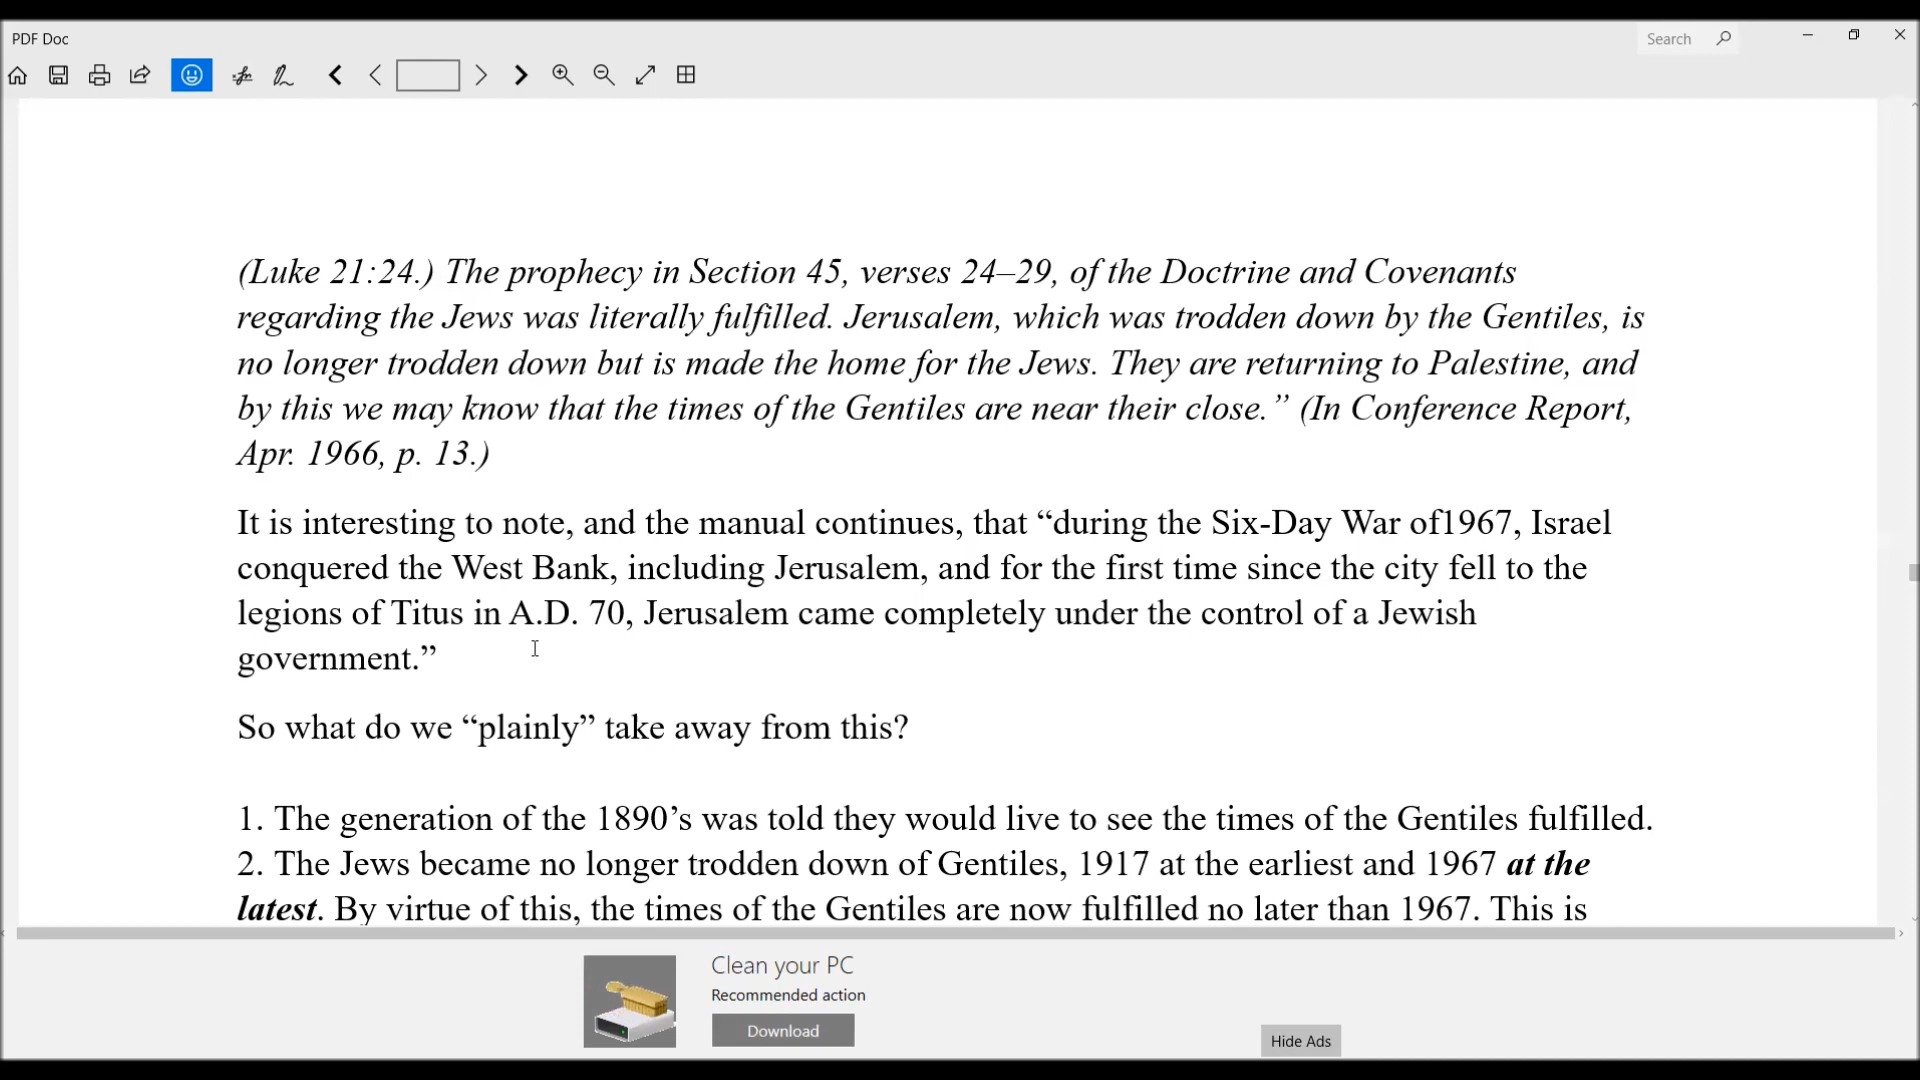 PDF Doc
Search
(Luke 21:24.) The prophecy in Section 45, verses 24–29, of the Doctrine and Covenants
regarding the Jews was literally fulfilled. Jerusalem, which was trodden down by the Gentiles, is
no longer trodden down but is made the home for the Jews. They are returning to Palestine, and
by this we may know that the times of the Gentiles are near their close.” (In Conference Report,
Apr. 1966, p. 13.)
It is interesting to note, and the manual continues, that “during the Six-Day War of1967, Israel
conquered the West Bank, including Jerusalem, and for the first time since the city fell to the
legions of Titus in A.D. 70, Jerusalem came completely under the control of a Jewish
government.”
So what do we “plainly” take away from this?
1. The generation of the 1890’s was told they would live to see the times of the Gentiles fulfilled.
2. The Jews became no longer trodden down of Gentiles, 1917 at the earliest and 1967 at the
latest. By virtue of this, the times of the Gentiles are now fulfilled no later than 1967. This is
Clean your PC
Recommended action
Download
Hide Ads